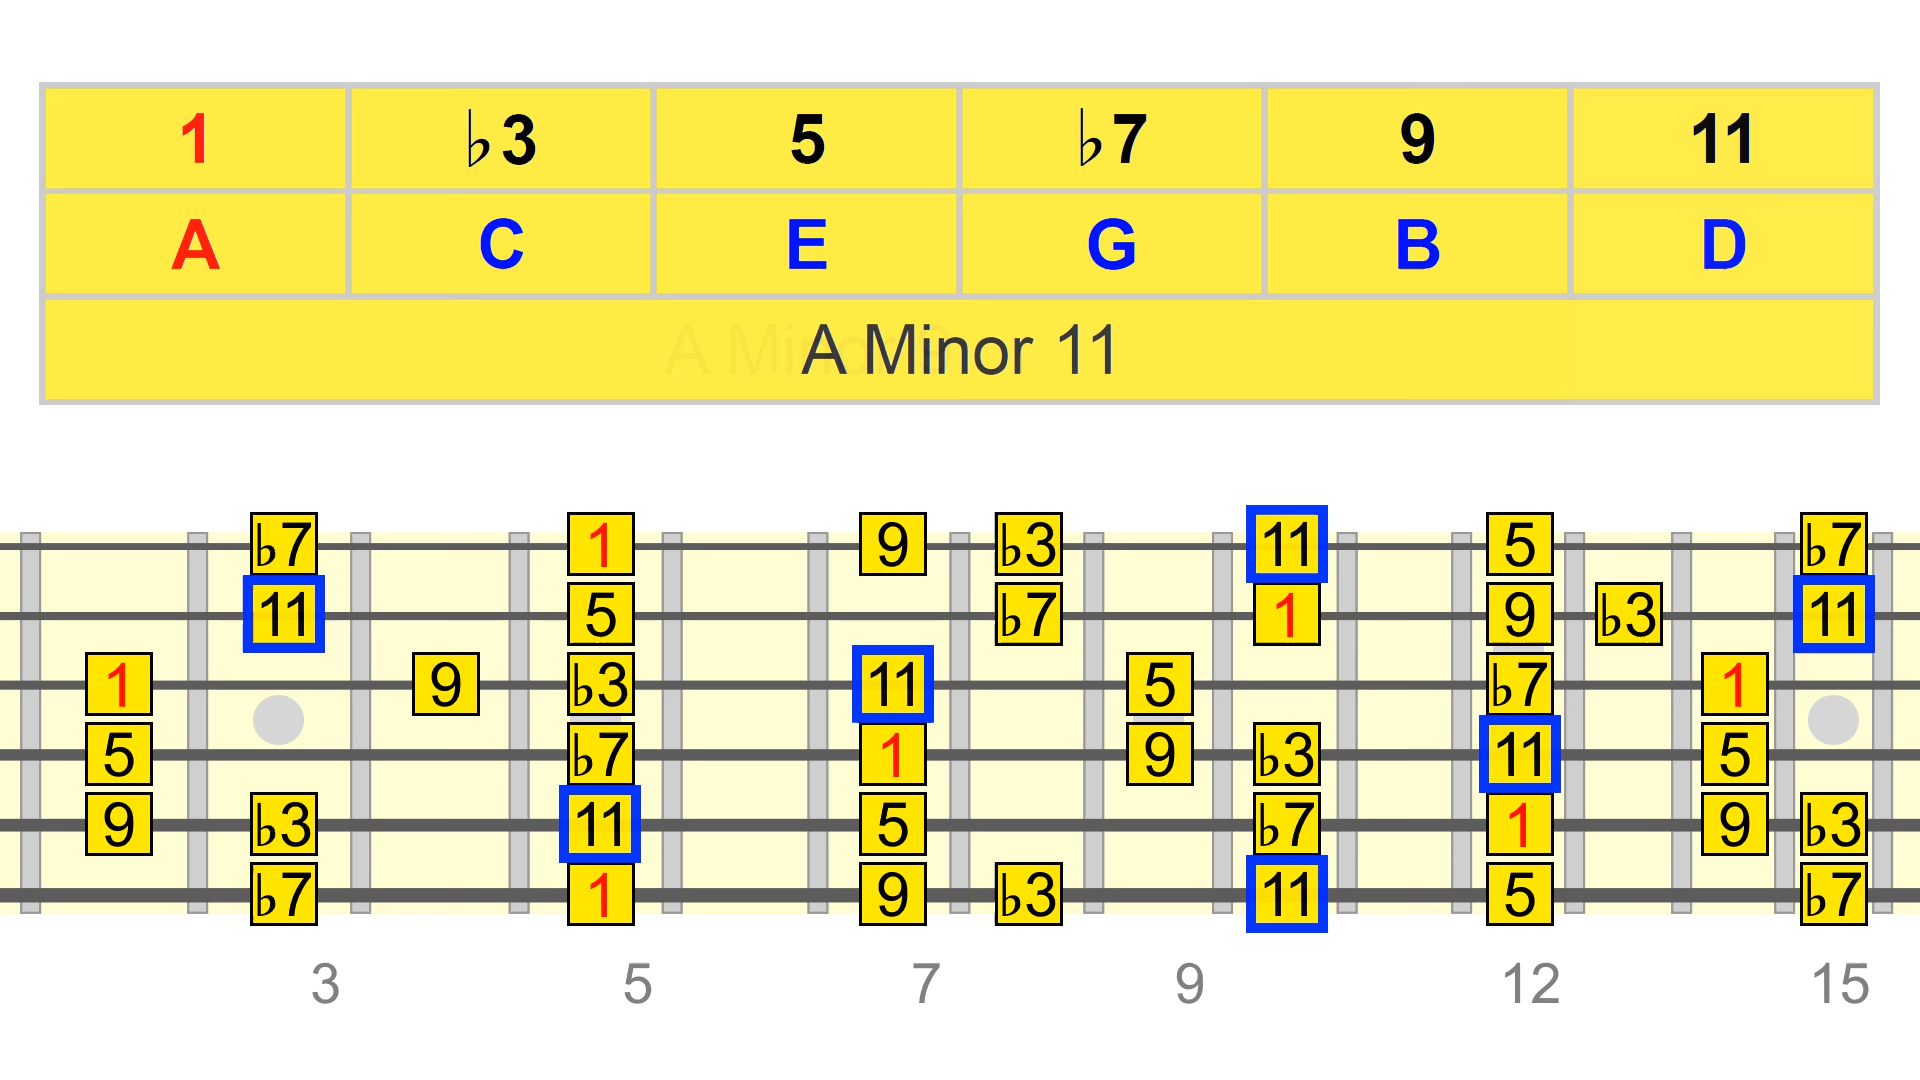 1 ♭3 5 ♭7 9 11
A C E G B D
A Minor 11
♭7 1 9 ♭3 11 5 ♭7
11 5 ♭7 1 9 ♭3 11
1 9 ♭3 11 5 ♭7 1
5 ♭7 1 9 ♭3 11 5
9 ♭3 11 5 ♭7 1 9 ♭3
♭7 1 9 ♭3 11 5 ♭7
3 5 7 9 12 15